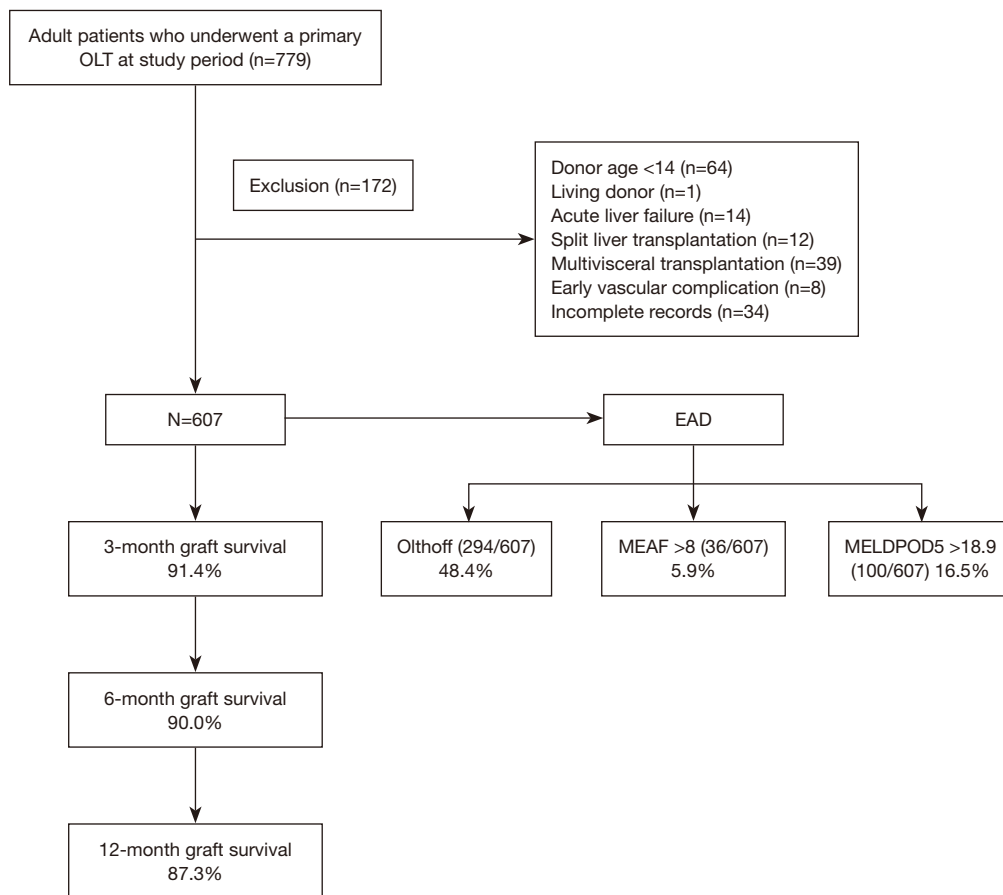 Adult patients who underwent a primary
OLT at study period (n=779)
Exclusion (n=172)
Donor age <14 (n=64)
Living donor (n=1)
Acute liver failure (n=14)
Split liver transplantation (n=12)
Multivisceral transplantation (n=39)
Early vascular complication (n=8)
Incomplete records (n=34)
N=607
EAD
3-month graft survival
91.4%
Olthoff (294/607)
48.4%
MEAF >8 (36/607)
5.9%
MELDPOD5 >18.9
(100/607) 16.5%
6-month graft survival
90.0%
12-month graft survival
87.3%